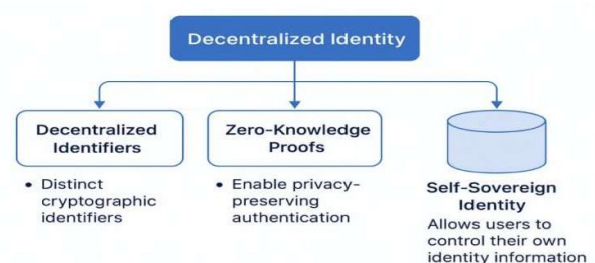 Decentralized Identity
Decentralized
Identifiers
• Distinct
cryptographic
identifiers
Zero-Knowledge
Proofs
• Enable privacy-
preserving
authentication
Self-Sovereign
Identity
Allows users to
control their own
identity information